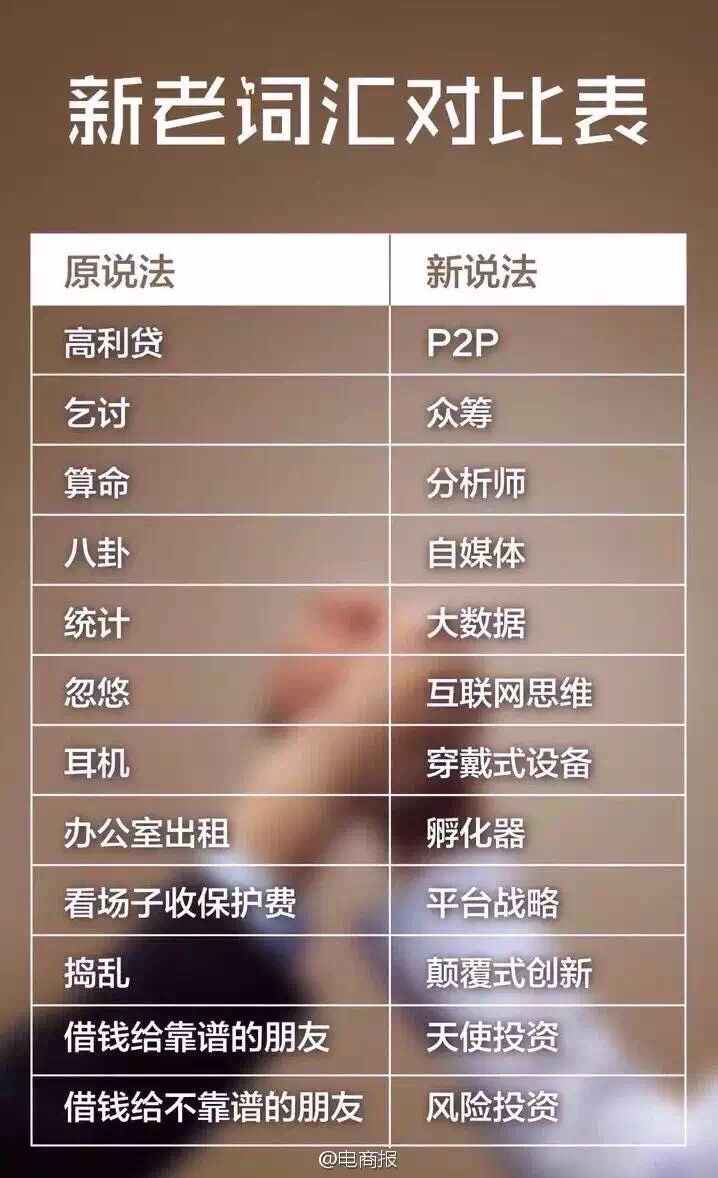 新老词汇对比表
原说法 新说法
高利贷 P2P
乞讨 众筹
算命 分析师
八卦 自媒体
统计 大数据
忽悠 互联网思维
耳机 穿戴式设备
办公室出租 孵化器
看场子收保护费 平台战略
捣乱 颠覆式创新
借钱给靠谱的朋友 天使投资
借钱给不靠谱的朋友 风险投资
@电商报